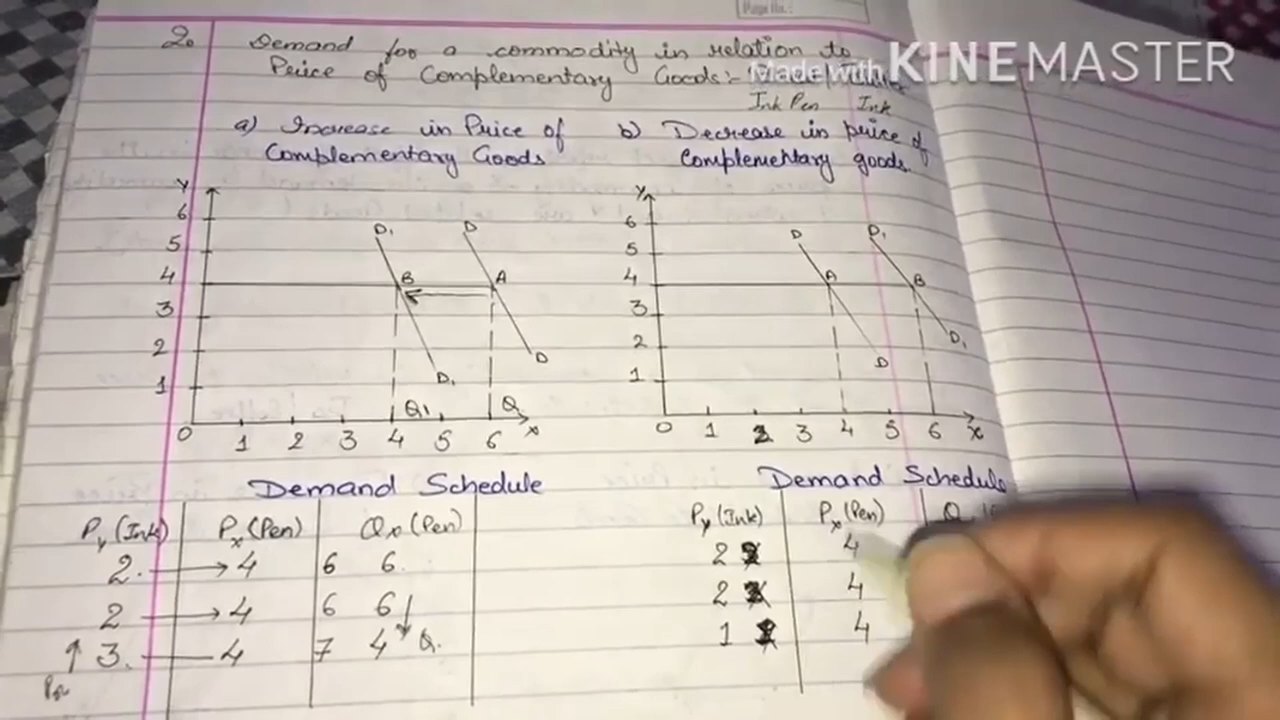 Page No.:
2. Demand for a commodity in relation to
Price of Complementary Goods:-
Made with KINEMASTER
Ink Pen Ink
a) Increase in Price of
Complementary Goods
b) Decrease in price of
Complementary goods.
Y
6
5
4
3
2
1
0 1 2 3 4 5 6 X
D1 D
B A
D
D1
Q1 Q
Y
6
5
4
3
2
1
0 1 2 3 4 5 6 X
D D1
A B
D1
D
Demand Schedule
Py (Ink) Px (Pen) Qx (Pen)
2. 4 6 6
2 4 6 6
3. 4 7 4 Q.
Demand Schedule
Py (Ink) Px (Pen)
2 4
2 4
1 4